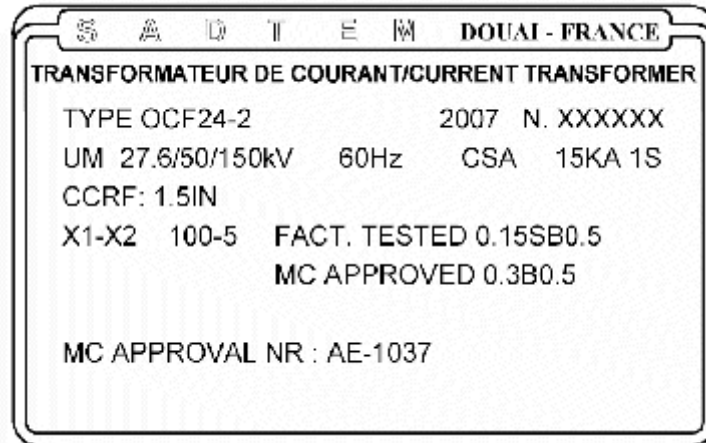 SADTEM DOUAI - FRANCE
TRANSFORMATEUR DE COURANT/CURRENT TRANSFORMER
TYPE OCF24-2 2007 N. XXXXXX
UM 27.6/50/150kV 60Hz CSA 15KA 1S
CCRF: 1.5IN
X1-X2 100-5 FACT. TESTED 0.15SB0.5
MC APPROVED 0.3B0.5
MC APPROVAL NR : AE-1037